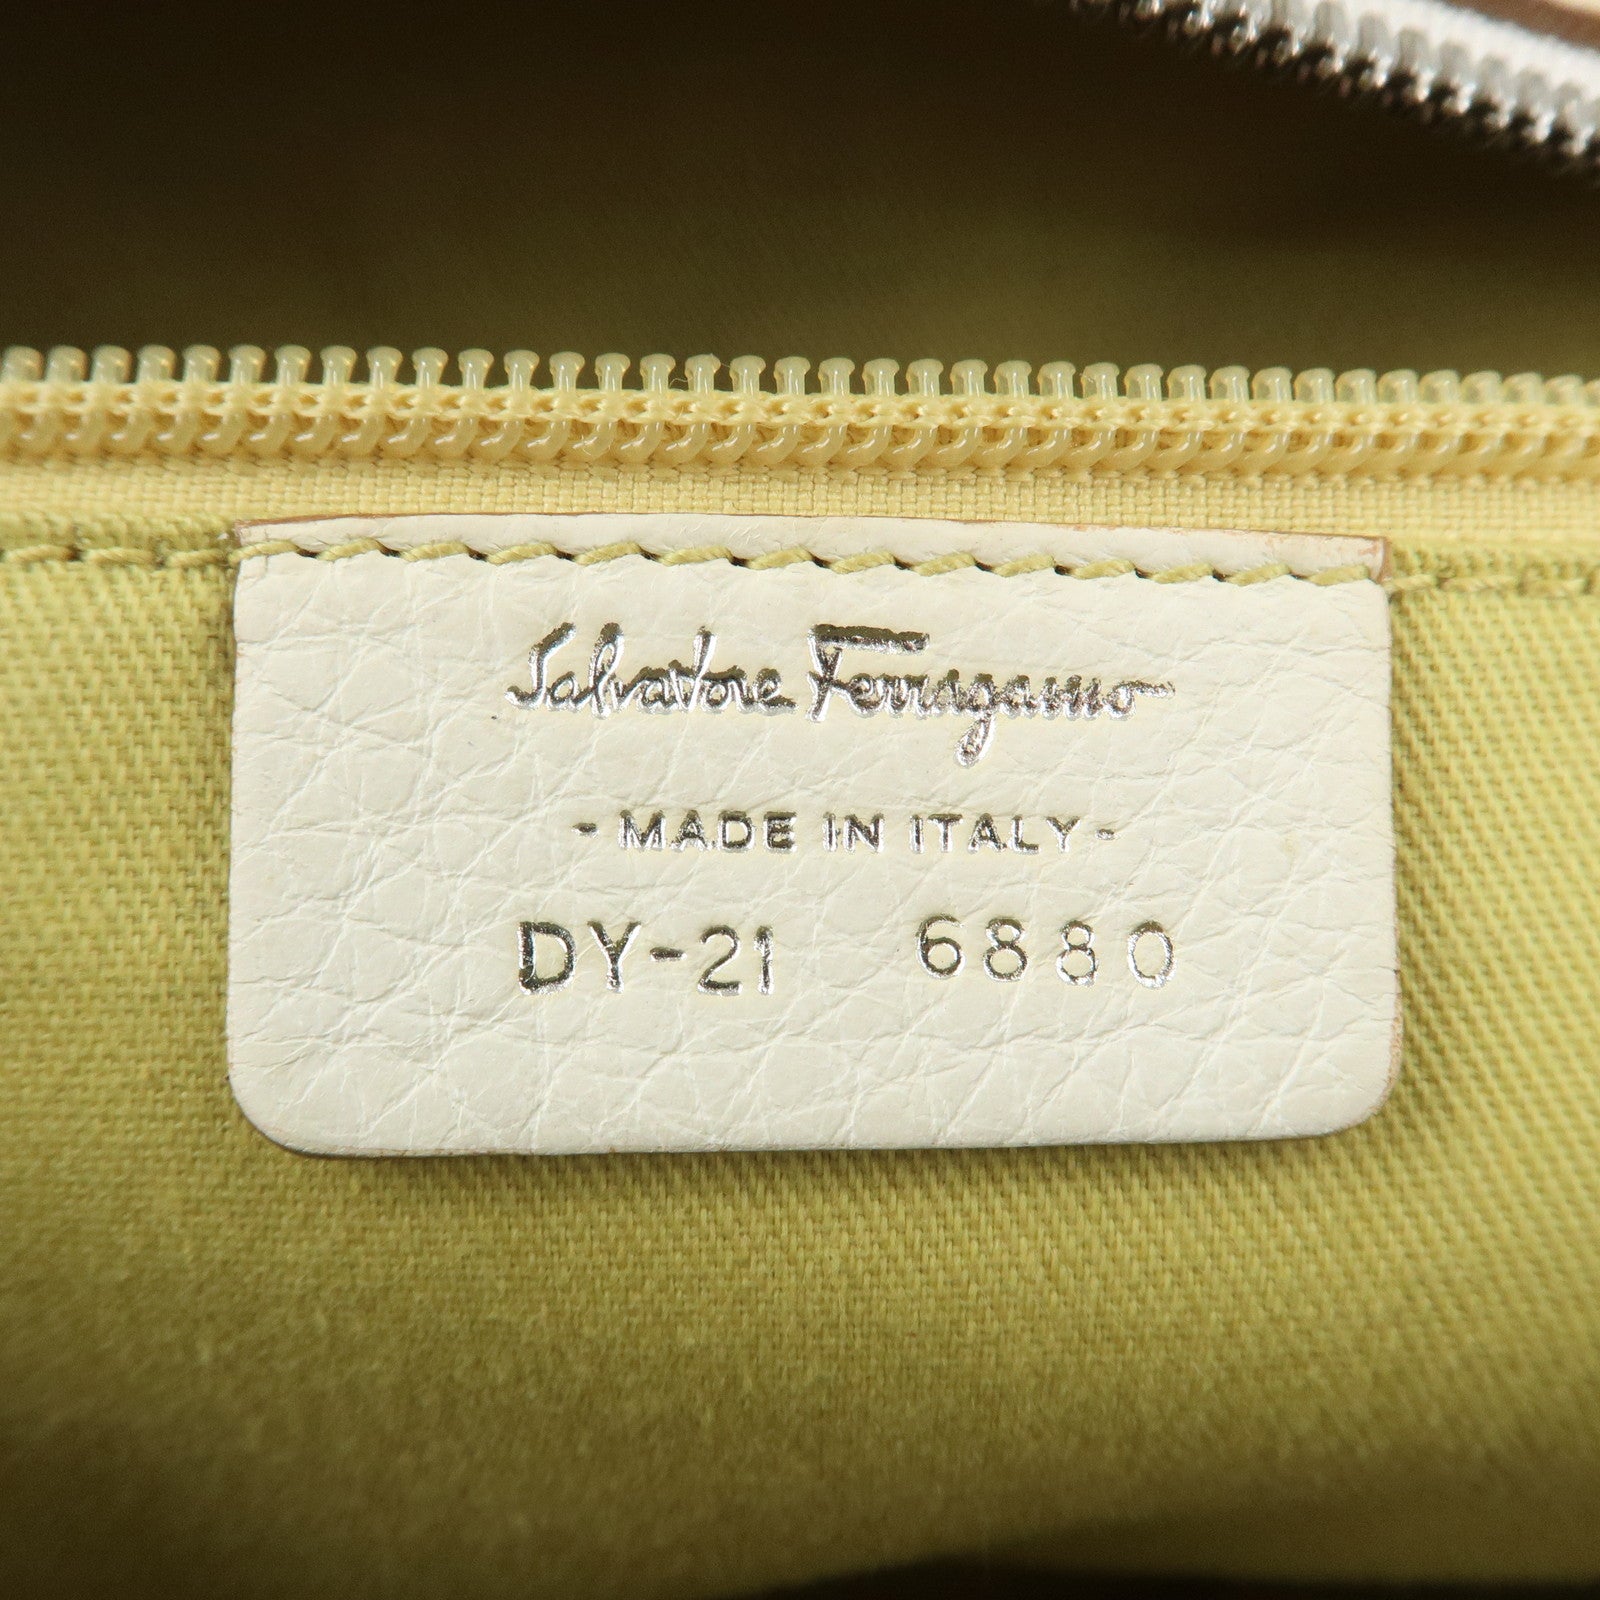 Salvatore Ferragamo
- MADE IN ITALY -
DY-21 6880